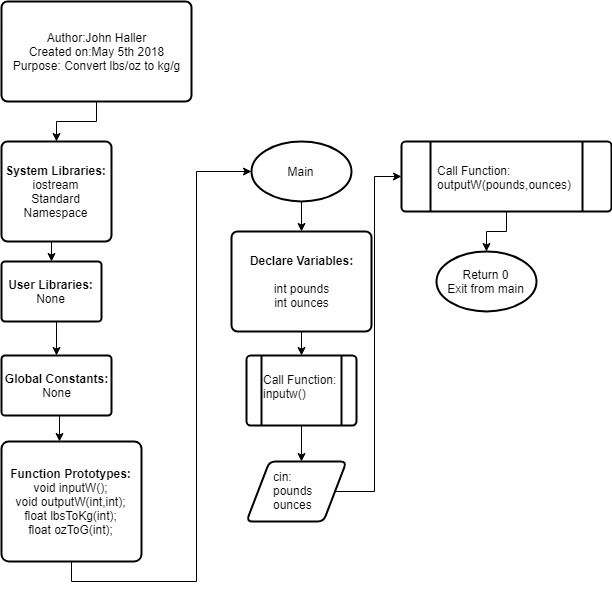 Author:John Haller
Created on:May 5th 2018
Purpose: Convert lbs/oz to kg/g
System Libraries:
iostream
Standard
Namespace
User Libraries:
None
Global Constants:
None
Function Prototypes:
void inputW();
void outputW(int,int);
float lbsToKg(int);
float ozToG(int);
Main
Declare Variables:
int pounds
int ounces
Call Function:
inputw()
cin:
pounds
ounces
Call Function:
outputW(pounds,ounces)
Return 0
Exit from main